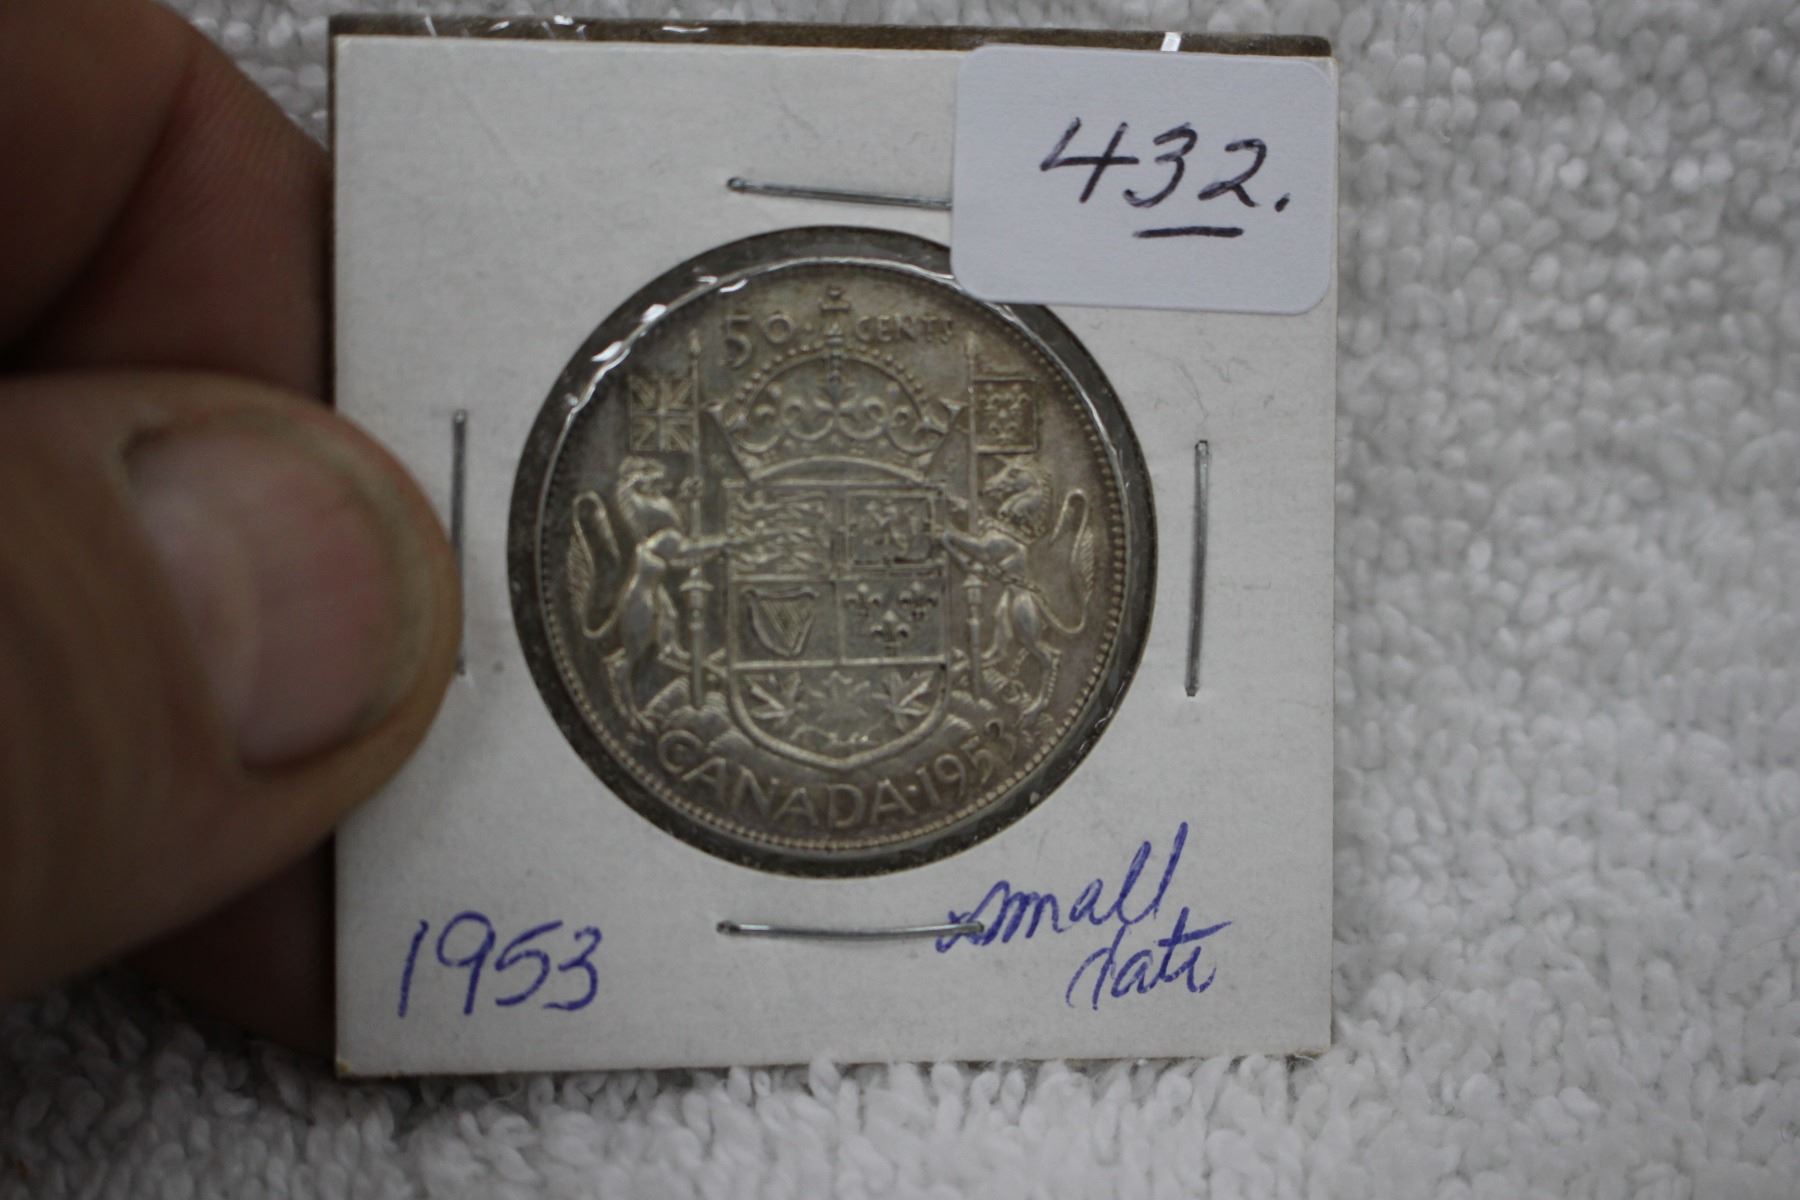 432.
50 · CENTS
CANADA · 1953
1953
small
date